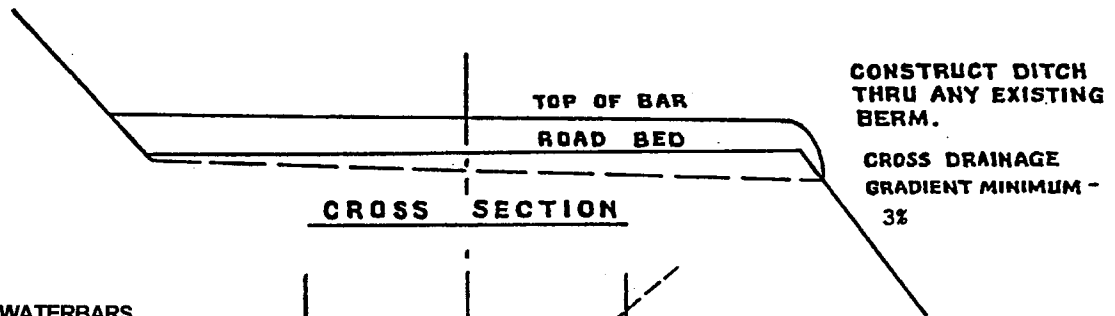 TOP OF BAR
ROAD BED
CROSS SECTION
CONSTRUCT DITCH
THRU ANY EXISTING
BERM.
CROSS DRAINAGE
GRADIENT MINIMUM -
3%
WATERBARS